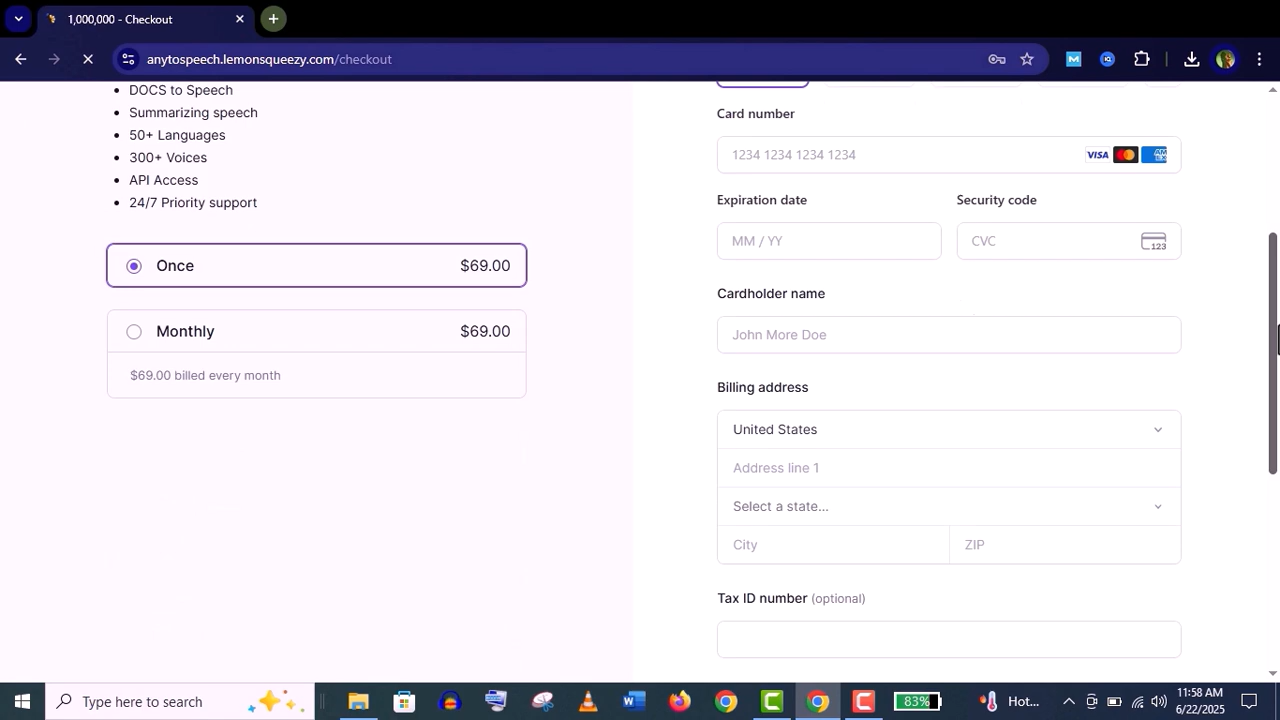 1,000,000 - Checkout
anytospeech.lemonsqueezy.com/checkout
DOCS to Speech
Summarizing speech
50+ Languages
300+ Voices
API Access
24/7 Priority support
Once $69.00
Monthly $69.00
$69.00 billed every month
Card number
1234 1234 1234 1234 VISA
Expiration date Security code
MM / YY CVC 123
Cardholder name
John More Doe
Billing address
United States
Address line 1
Select a state...
City ZIP
Tax ID number (optional)
Type here to search
83%
Hot...
11:58 AM
6/22/2025